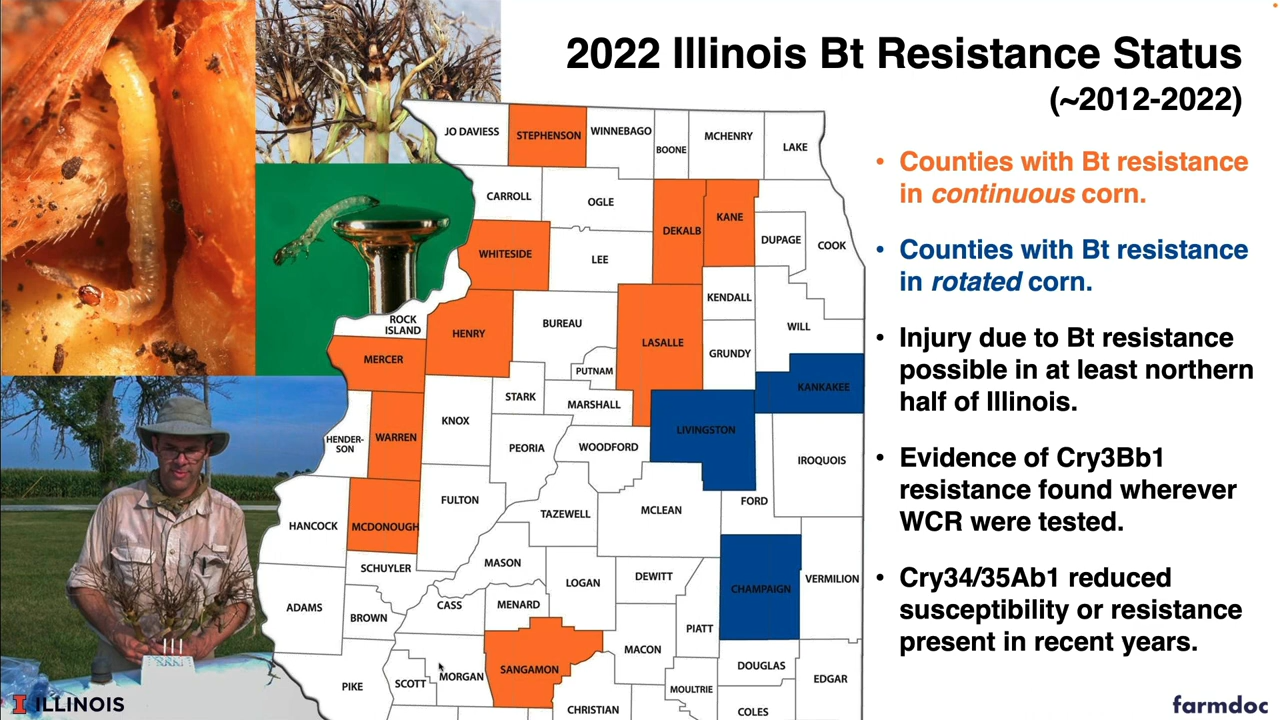 2022 Illinois Bt Resistance Status
(~2012-2022)
• Counties with Bt resistance
in continuous corn.
• Counties with Bt resistance
in rotated corn.
• Injury due to Bt resistance
possible in at least northern
half of Illinois.
• Evidence of Cry3Bb1
resistance found wherever
WCR were tested.
• Cry34/35Ab1 reduced
susceptibility or resistance
present in recent years.
JO DAVIESS
STEPHENSON
WINNEBAGO
BOONE
MCHENRY
LAKE
CARROLL
OGLE
DEKALB
KANE
DUPAGE
COOK
WHITESIDE
LEE
KENDALL
ROCK
ISLAND
HENRY
BUREAU
LASALLE
WILL
MERCER
PUTNAM
GRUNDY
KANKAKEE
STARK
MARSHALL
HENDER-
SON
WARREN
KNOX
PEORIA
WOODFORD
LIVINGSTON
IROQUOIS
HANCOCK
MCDONOUGH
FULTON
TAZEWELL
MCLEAN
FORD
SCHUYLER
MASON
LOGAN
DEWITT
CHAMPAIGN
VERMILION
ADAMS
BROWN
CASS
MENARD
PIATT
MACON
PIKE
SCOTT
MORGAN
SANGAMON
CHRISTIAN
MOULTRIE
DOUGLAS
EDGAR
COLES
I ILLINOIS
farmdoc